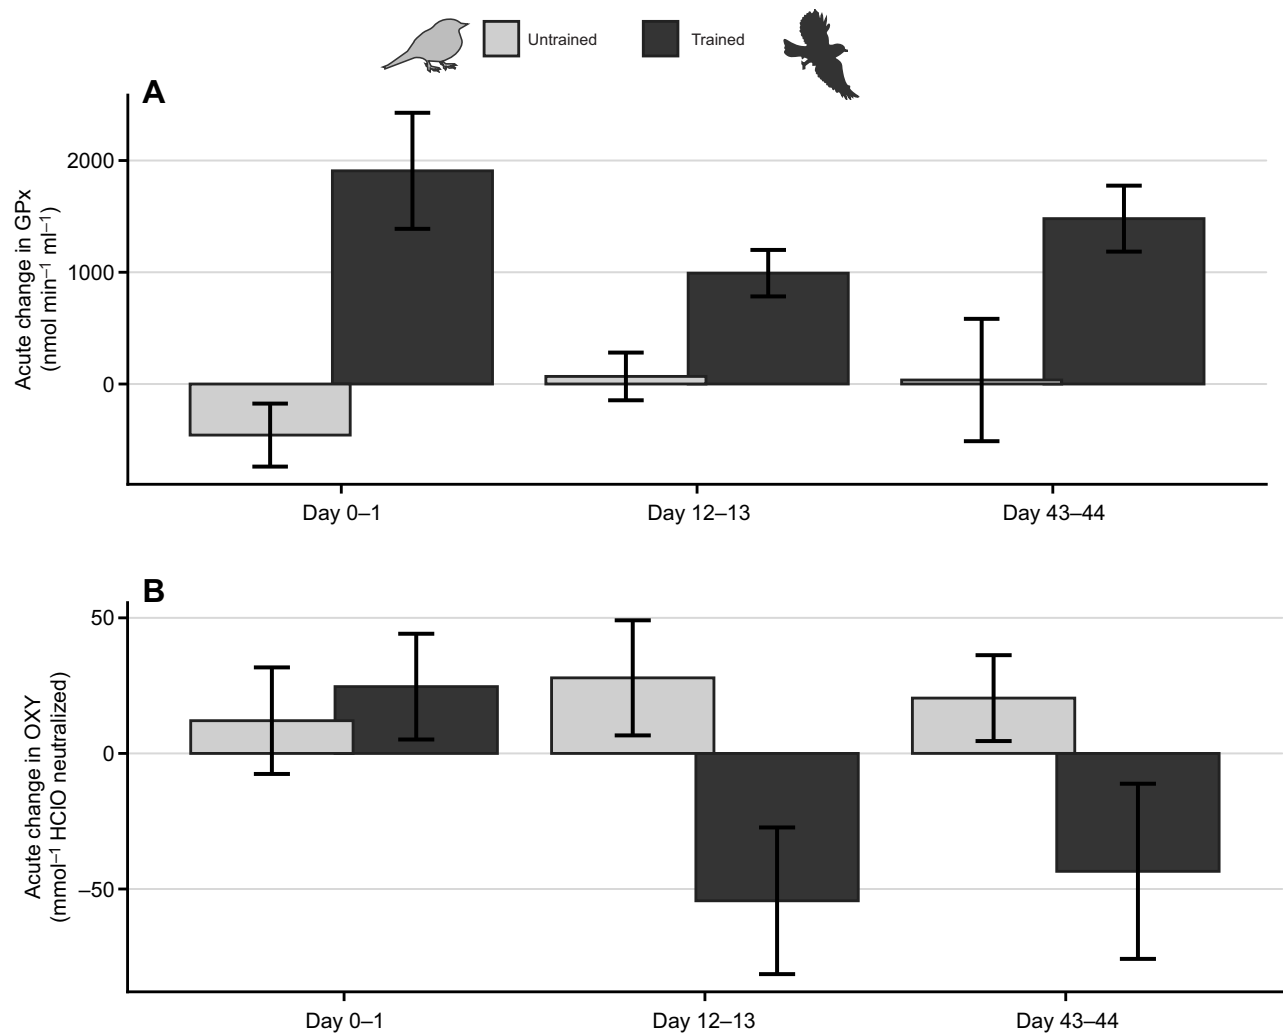 Untrained
Trained
A
Acute change in GPx
(nmol min⁻¹ ml⁻¹)
2000
1000
0
Day 0–1
Day 12–13
Day 43–44
B
Acute change in OXY
(mmol⁻¹ HClO neutralized)
50
0
–50
Day 0–1
Day 12–13
Day 43–44